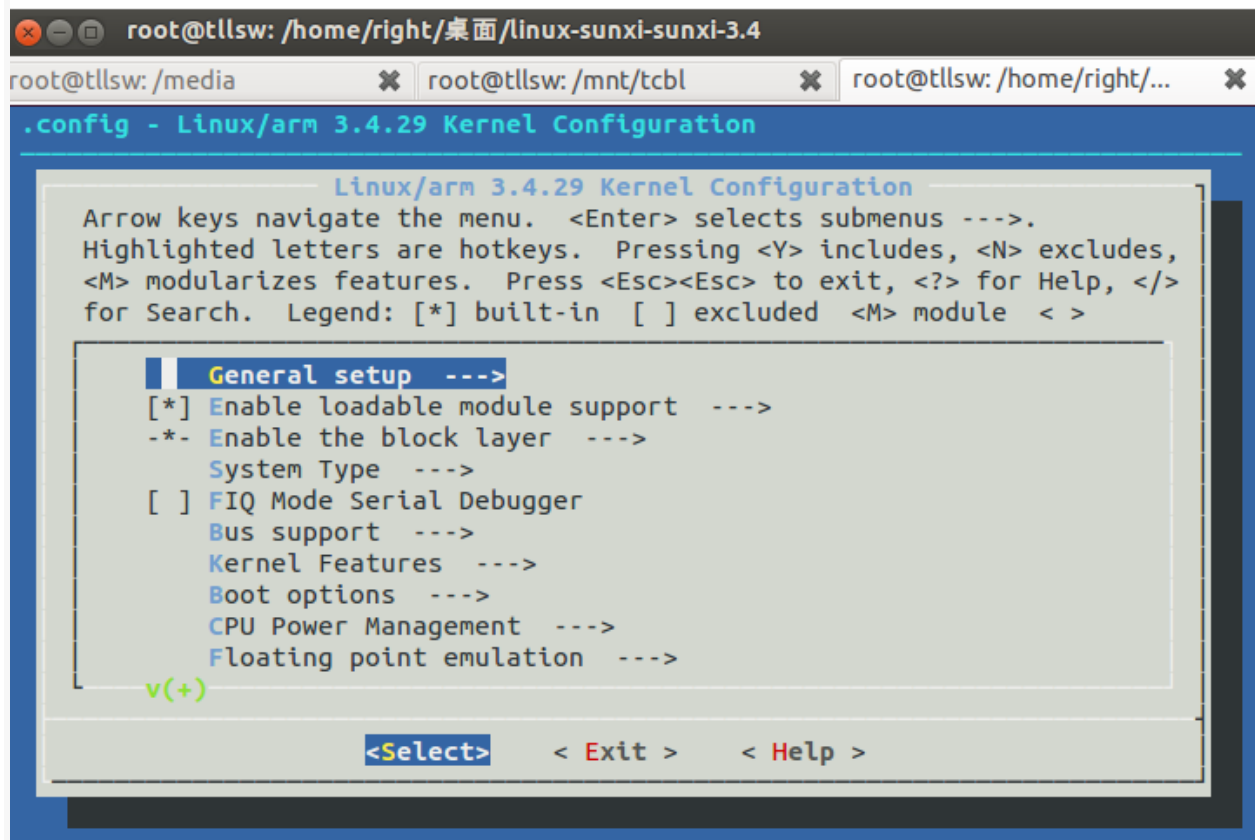 root@tllsw: /home/right/桌面/linux-sunxi-sunxi-3.4
root@tllsw: /media
root@tllsw: /mnt/tcbl
root@tllsw: /home/right/...
.config - Linux/arm 3.4.29 Kernel Configuration
Linux/arm 3.4.29 Kernel Configuration
Arrow keys navigate the menu.  <Enter> selects submenus --->.
Highlighted letters are hotkeys.  Pressing <Y> includes, <N> excludes,
<M> modularizes features.  Press <Esc><Esc> to exit, <?> for Help, </>
for Search.  Legend: [*] built-in  [ ] excluded  <M> module  < >
General setup  --->
[*] Enable loadable module support  --->
-*- Enable the block layer  --->
System Type  --->
[ ] FIQ Mode Serial Debugger
Bus support  --->
Kernel Features  --->
Boot options  --->
CPU Power Management  --->
Floating point emulation  --->
v(+)
<Select>    < Exit >    < Help >